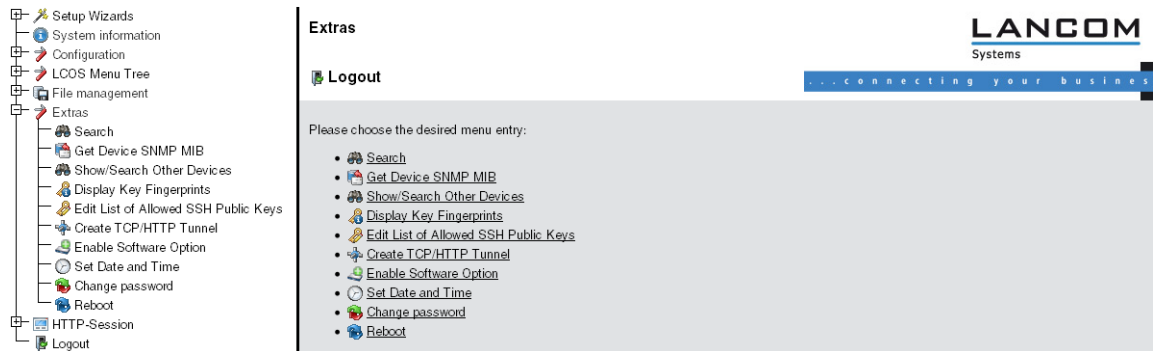 Setup Wizards
System information
Configuration
LCOS Menu Tree
File management
Extras
Search
Get Device SNMP MIB
Show/Search Other Devices
Display Key Fingerprints
Edit List of Allowed SSH Public Keys
Create TCP/HTTP Tunnel
Enable Software Option
Set Date and Time
Change password
Reboot
HTTP-Session
Logout
Extras
LANCOM
Systems
Logout
...connecting your busines
Please choose the desired menu entry:
Search
Get Device SNMP MIB
Show/Search Other Devices
Display Key Fingerprints
Edit List of Allowed SSH Public Keys
Create TCP/HTTP Tunnel
Enable Software Option
Set Date and Time
Change password
Reboot